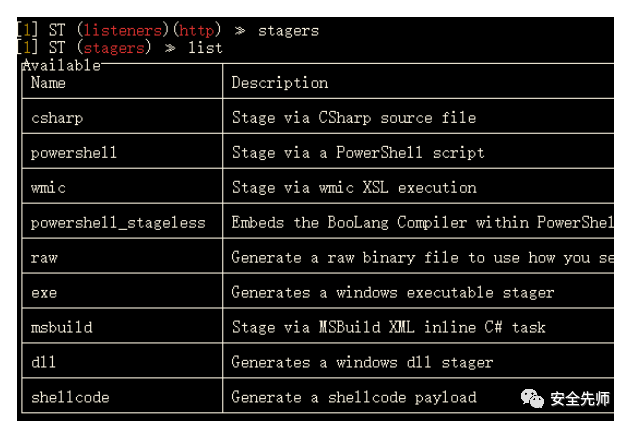 [1] ST (listeners)(http) ≫ stagers
[1] ST (stagers) ≫ list
Available
Name Description
csharp Stage via CSharp source file
powershell Stage via a PowerShell script
wmic Stage via wmic XSL execution
powershell_stageless Embeds the BooLang Compiler within PowerShel
raw Generate a raw binary file to use how you se
exe Generates a windows executable stager
msbuild Stage via MSBuild XML inline C# task
dll Generates a windows dll stager
shellcode Generate a shellcode payload
安全先师